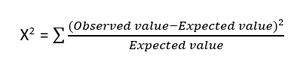 X² = ∑ (Observed value−Expected value)² / Expected value